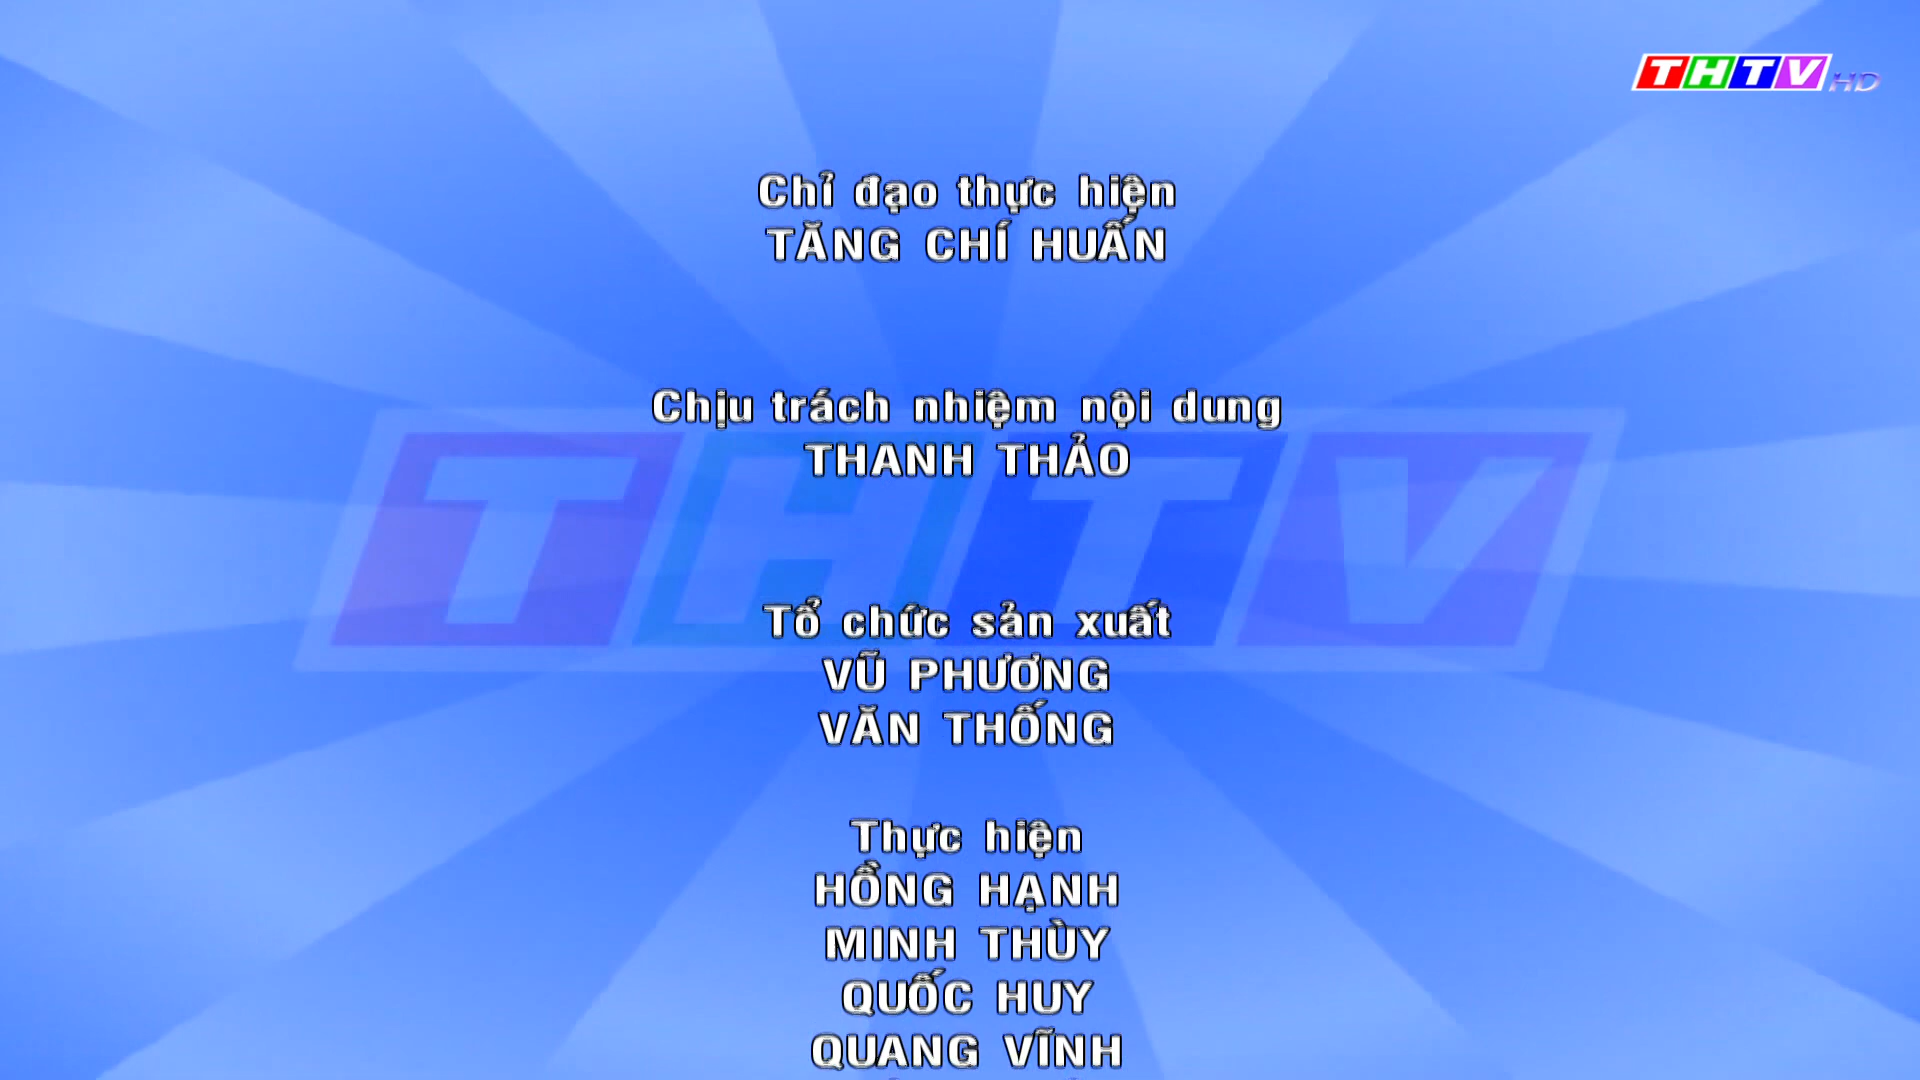 THTV HD
Chỉ đạo thực hiện
TĂNG CHÍ HUẤN
Chịu trách nhiệm nội dung
THANH THẢO
THTV
Tổ chức sản xuất
VŨ PHƯƠNG
VĂN THỐNG
Thực hiện
HỒNG HẠNH
MINH THÙY
QUỐC HUY
QUANG VĨNH